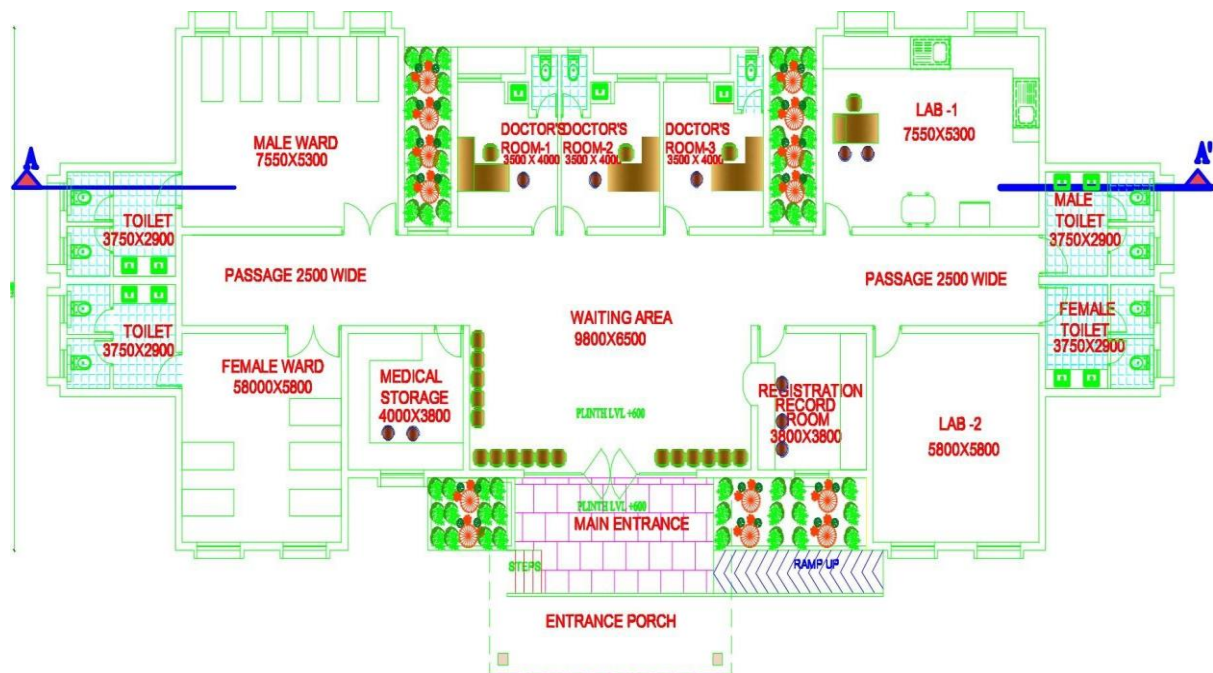 MALE WARD
7550X5300
DOCTOR'S
ROOM-1
3500 X 4000
DOCTOR'S
ROOM-2
3500 X 4000
DOCTOR'S
ROOM-3
3500 X 4000
LAB -1
7550X5300
A
A'
TOILET
3750X2900
MALE
TOILET
3750X2900
PASSAGE 2500 WIDE
PASSAGE 2500 WIDE
WAITING AREA
9800X6500
TOILET
3750X2900
FEMALE
TOILET
3750X2900
FEMALE WARD
58000X5800
MEDICAL
STORAGE
4000X3800
PLINTH LVL +600
REGISTRATION
RECORD
ROOM
3800X3800
LAB -2
5800X5800
PLINTH LVL +600
MAIN ENTRANCE
STEPS
RAMP UP
ENTRANCE PORCH